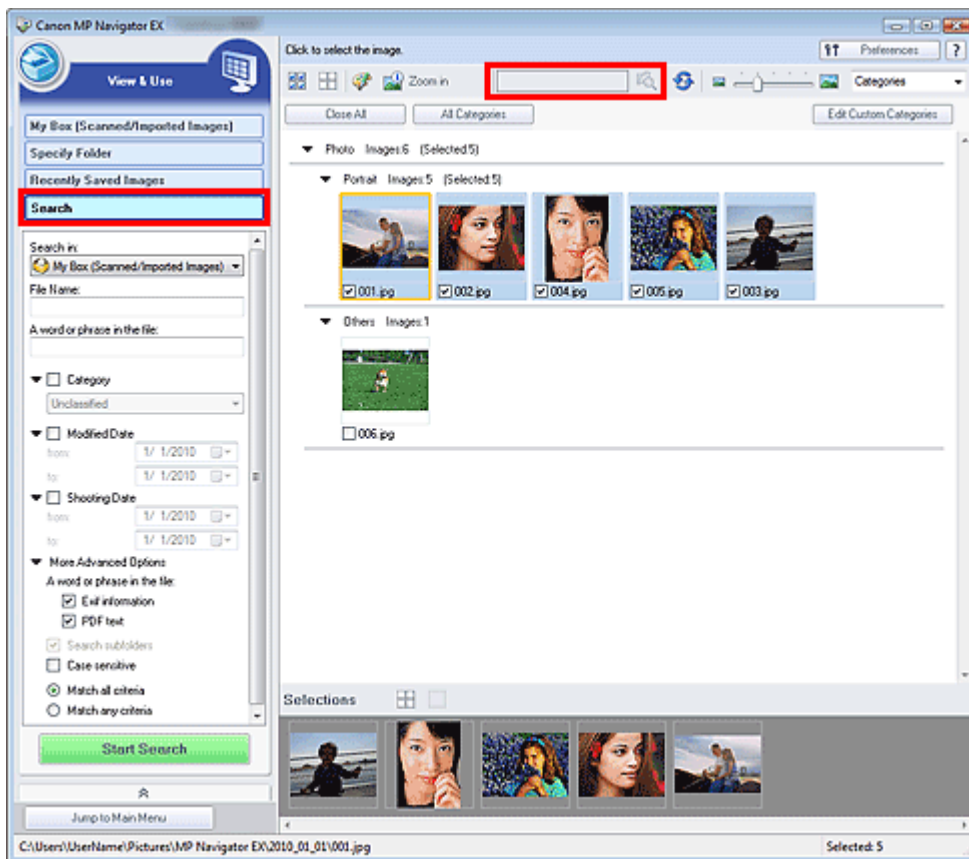 Canon MP Navigator EX
View & Use
My Box (Scanned/Imported Images)
Specify Folder
Recently Saved Images
Search
Search in:
My Box (Scanned/Imported Images)
File Name:
A word or phrase in the file:
Category
Unclassified
Modified Date
from: 1/ 1/2010
to: 1/ 1/2010
Shooting Date
from: 1/ 1/2010
to: 1/ 1/2010
More Advanced Options
A word or phrase in the file:
Exif information
PDF text
Search subfolders
Case sensitive
Match all criteria
Match any criteria
Start Search
Jump to Main Menu
Click to select the image.
Preferences ?
Zoom in
Categories
Close All All Categories Edit Custom Categories
Photo Images:6 (Selected:5)
Portrait Images:5 (Selected:5)
001.jpg 002.jpg 004.jpg 005.jpg 003.jpg
Others Images:1
006.jpg
Selections
C:\Users\UserName\Pictures\MP Navigator EX\2010_01_01\001.jpg Selected: 5